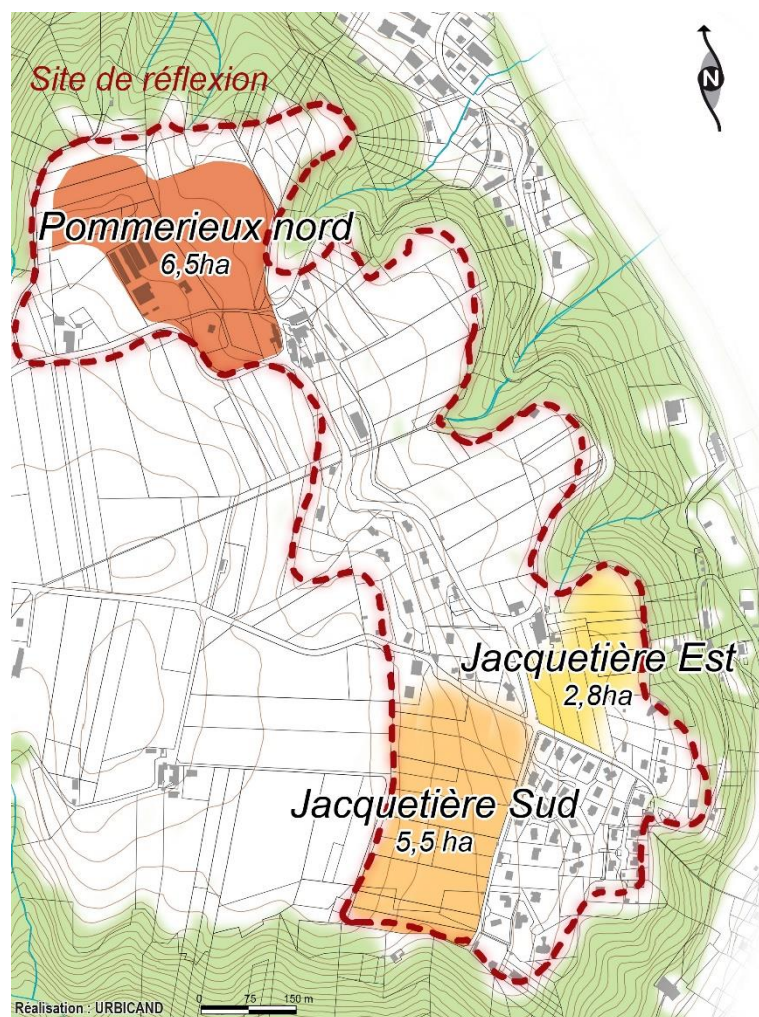 N
Site de réflexion
Pommerieux nord
6,5ha
Jacquetière Est
2,8ha
Jacquetière Sud
5,5 ha
Réalisation : URBICAND
0 75 150 m